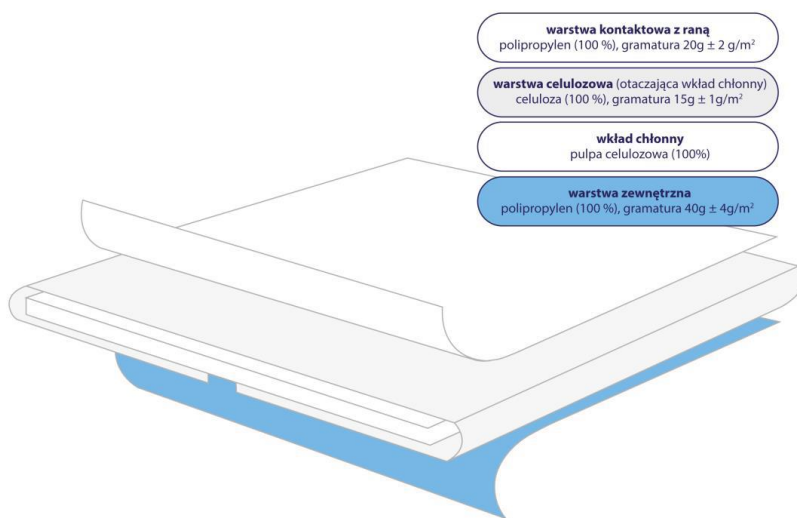 warstwa kontaktowa z raną
polipropylen (100 %), gramatura 20g ± 2 g/m²
warstwa celulozowa (otaczająca wkład chłonny)
celuloza (100 %), gramatura 15g ± 1g/m²
wkład chłonny
pulpa celulozowa (100%)
warstwa zewnętrzna
polipropylen (100 %), gramatura 40g ± 4g/m²